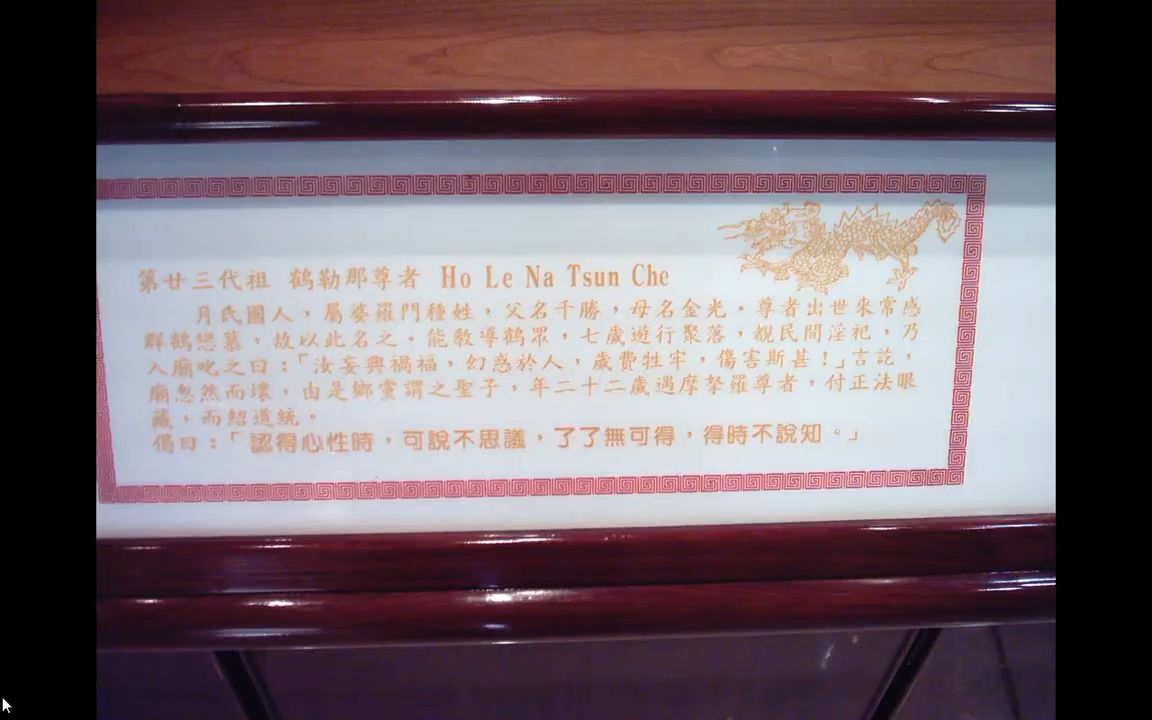 第廿三代祖 鶴勒那尊者 Ho Le Na Tsun Che
月氏國人，屬婆羅門種姓，父名千勝，母名金光。尊者出世來常感
群鶴戀慕，故以此名之。能教導鶴眾，七歲遊行聚落，覩民間淫祀，乃
入廟叱之曰：「汝妄興禍福，幻惑於人，歲費牲牢，傷害斯甚！」言訖，
廟忽然而壞，由是鄉黨謂之聖子，年二十二歲遇摩拏羅尊者，付正法眼
藏，而紹道統。
偈曰：「認得心性時，可說不思議，了了無可得，得時不說知。」